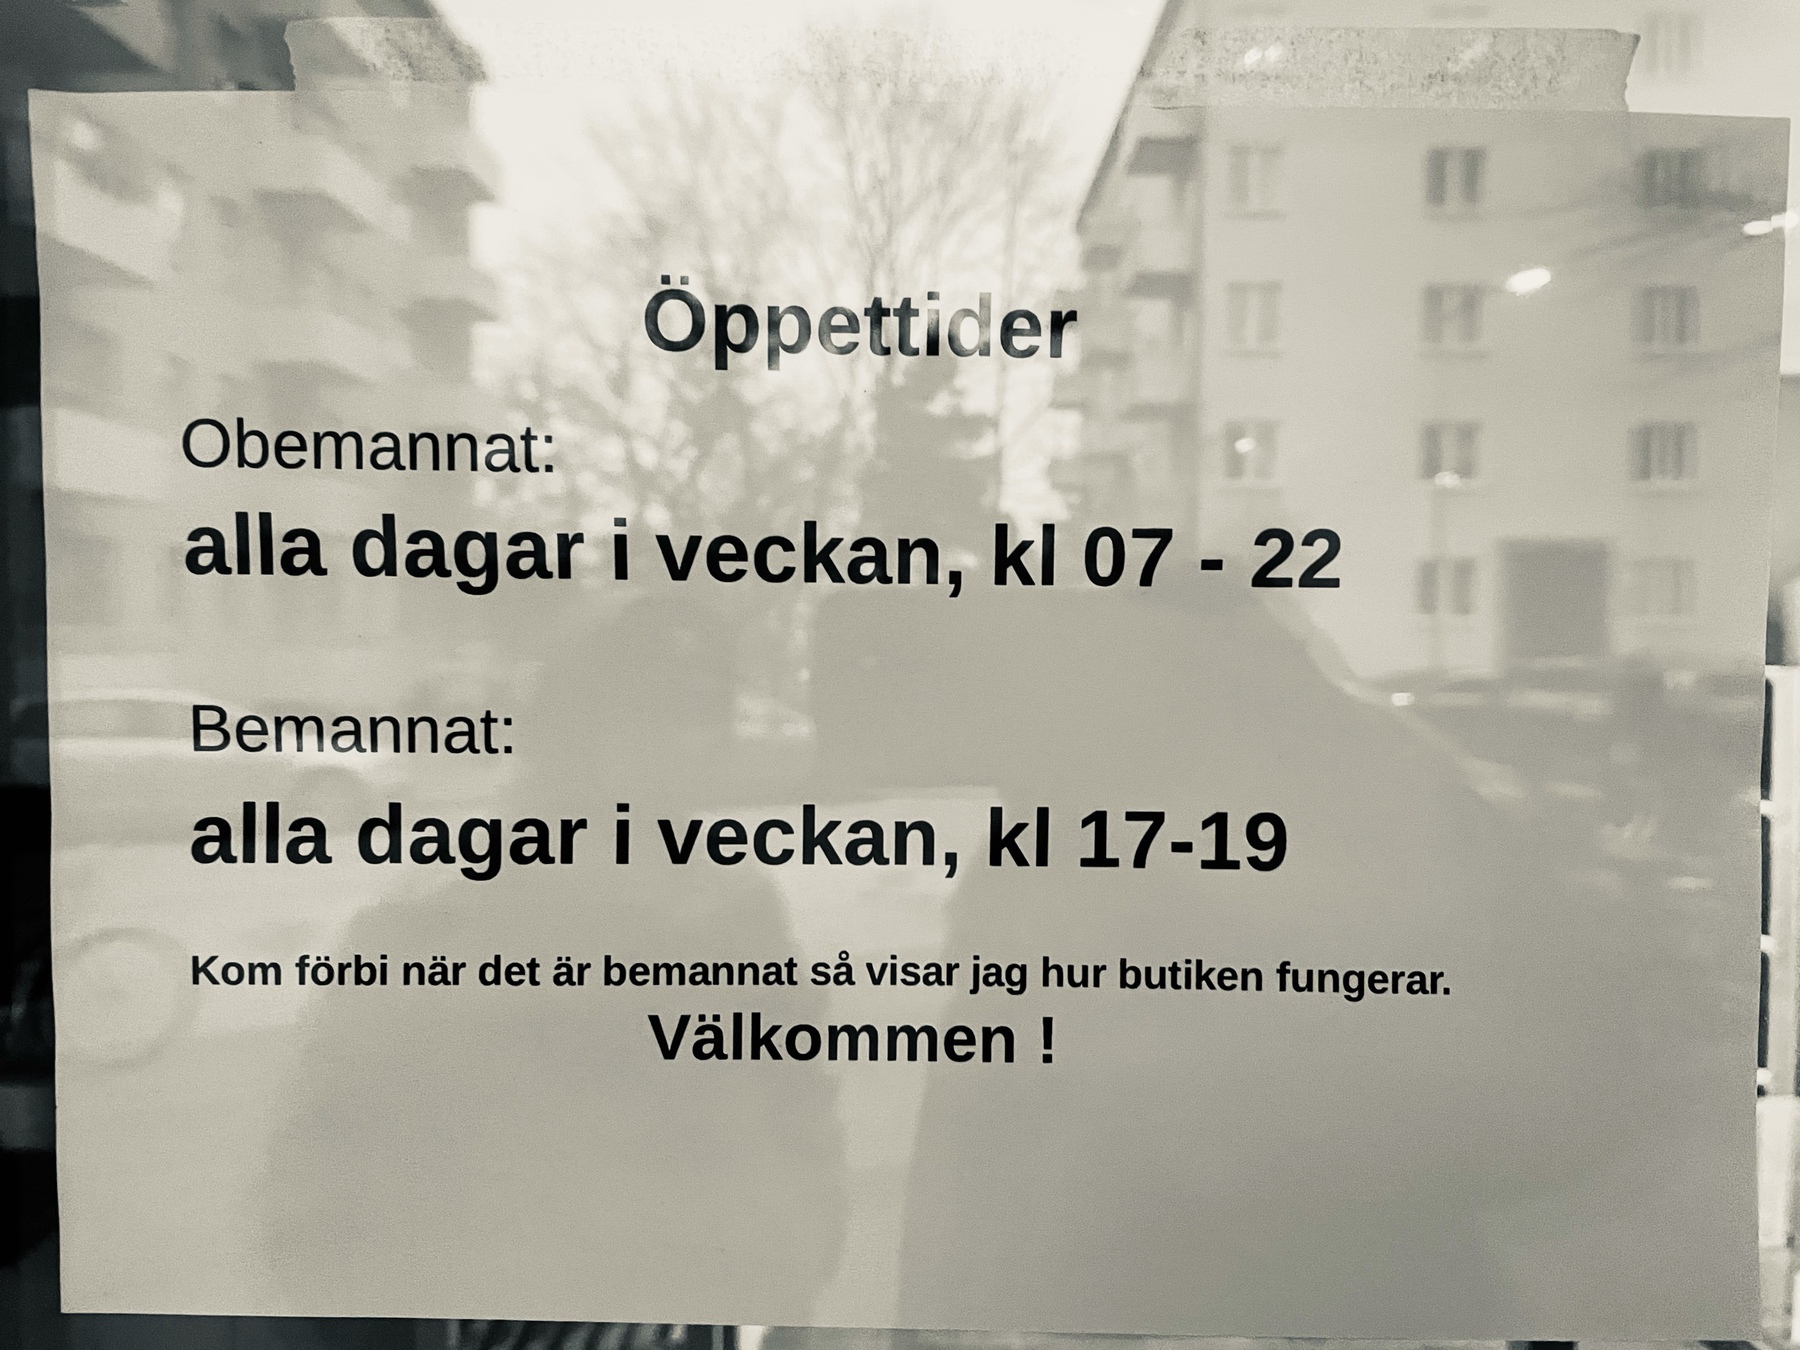 Öppettider
Obemannat:
alla dagar i veckan, kl 07 - 22
Bemannat:
alla dagar i veckan, kl 17-19
Kom förbi när det är bemannat så visar jag hur butiken fungerar.
Välkommen !